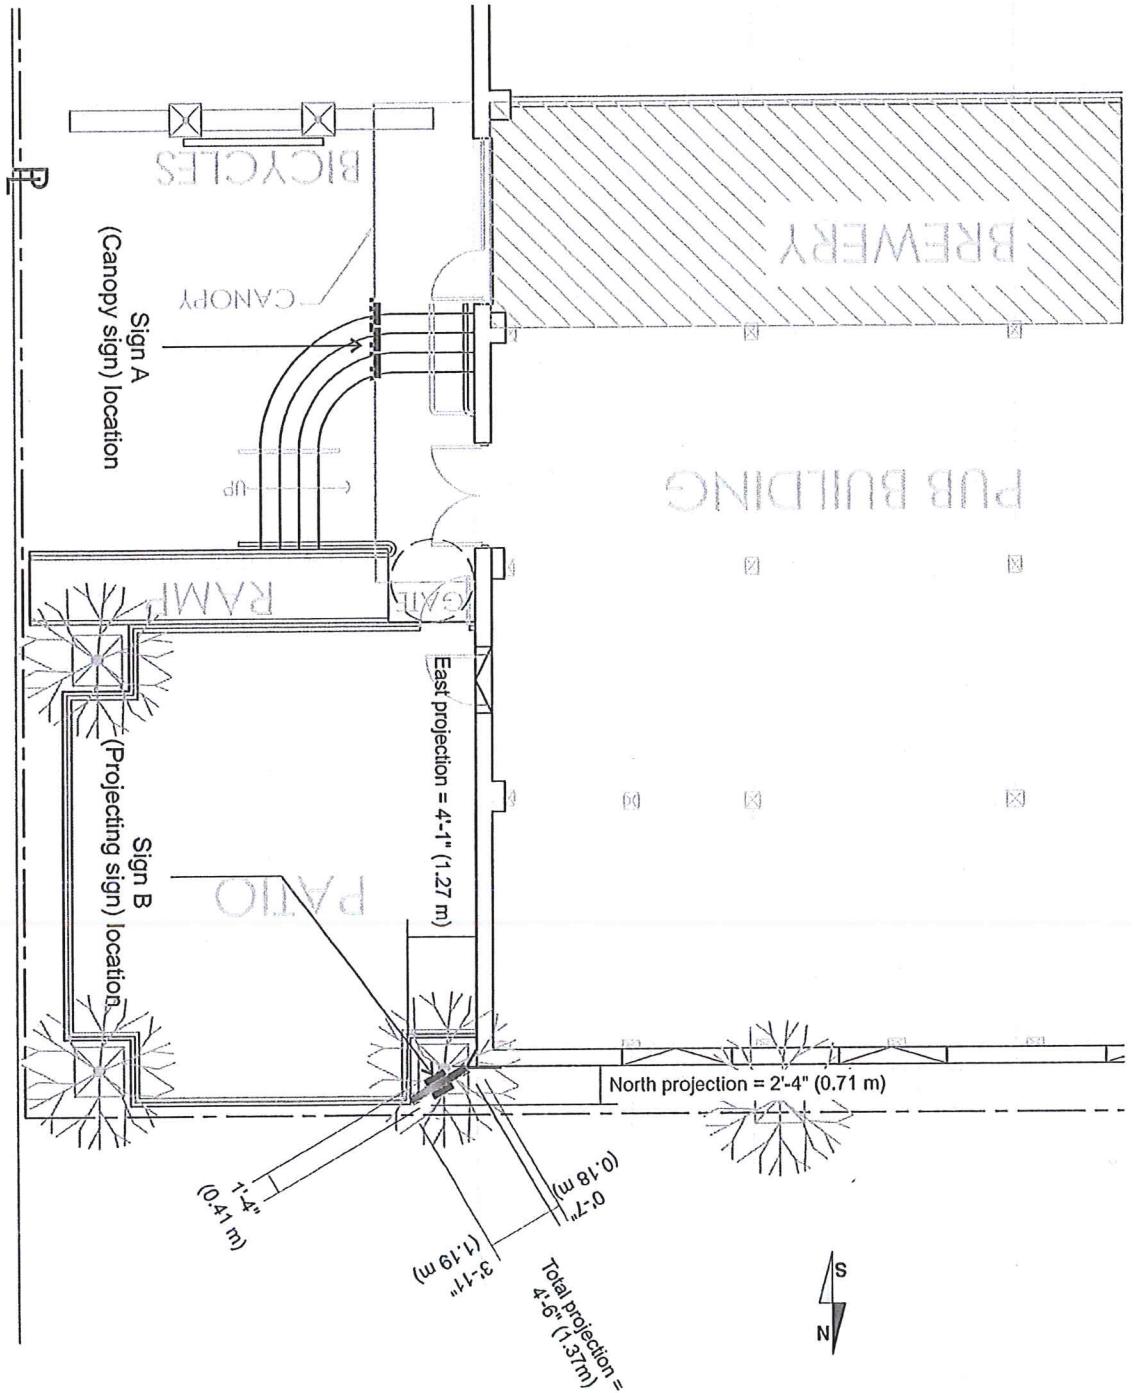 BREWERY
BICYCLES
PL
CANOPY
Sign A
(Canopy sign) location
PUB BUILDING
UP
RAMP
GATE
East projection = 4'-1" (1.27 m)
Sign B
(Projecting sign) location
PATIO
North projection = 2'-4" (0.71 m)
1'-4"
(0.41 m)
0'-7"
(0.18 m)
3'-11"
(1.19 m)
Total projection =
4'-6" (1.37m)
S
N